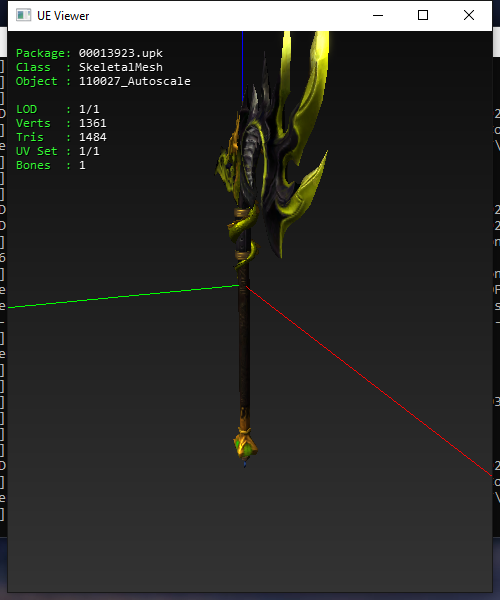 UE Viewer
Package: 00013923.upk
Class : SkeletalMesh
Object : 110027_Autoscale
LOD : 1/1
Verts : 1361
Tris : 1484
UV Set : 1/1
Bones : 1